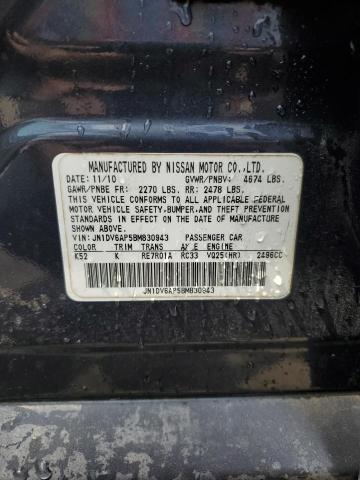 MANUFACTURED BY NISSAN MOTOR CO.,LTD.
DATE: 11/10 GVWR/PNBV: 4674 LBS.
GAWR/PNBE FR: 2270 LBS. RR: 2478 LBS.
THIS VEHICLE CONFORMS TO ALL APPLICABLE FEDERAL
MOTOR VEHICLE SAFETY, BUMPER, AND THEFT PREVENTION
STANDARDS IN EFFECT ON THE DATE OF MANUFACTURE
SHOWN ABOVE.
VIN: JN1DV6AP5BM830943 PASSENGER CAR
COLOR TRIM TRANS AXLE ENGINE
K52 K RE7R01A RC33 VQ25(HR) 2496CC
JN1DV6AP5BM830943